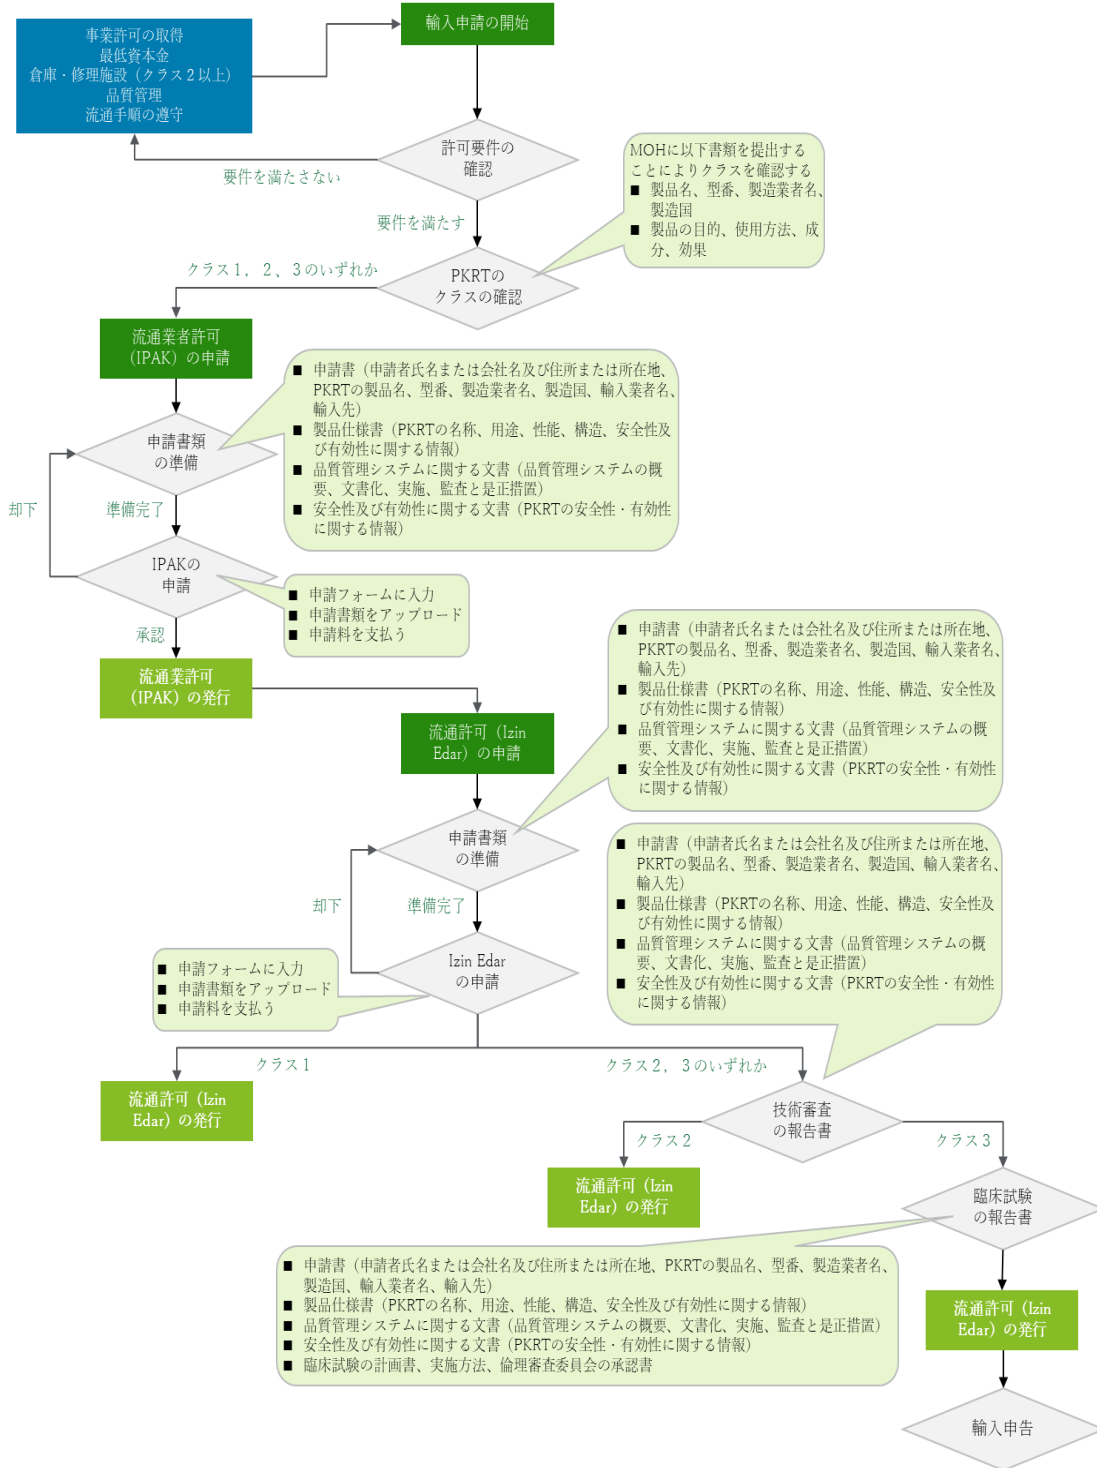 輸入申請の開始
事業許可の取得
最低資本金
倉庫・修理施設（クラス２以上）
品質管理
流通手順の遵守
許可要件の
確認
要件を満たさない
要件を満たす
MOHに以下書類を提出する
ことによりクラスを確認する
■ 製品名、型番、製造業者名、
製造国
■ 製品の目的、使用方法、成
分、効果
PKRTの
クラスの確認
クラス１，２、３のいずれか
流通業者許可
（IPAK）の申請
■ 申請書（申請者氏名または会社名及び住所または所在地、
PKRTの製品名、型番、製造業者名、製造国、輸入業者名、
輸入先）
■ 製品仕様書（PKRTの名称、用途、性能、構造、安全性及
び有効性に関する情報）
■ 品質管理システムに関する文書（品質管理システムの概
要、文書化、実施、監査と是正措置）
■ 安全性及び有効性に関する文書（PKRTの安全性・有効性
に関する情報）
申請書類
の準備
却下
準備完了
IPAKの
申請
■ 申請フォームに入力
■ 申請書類をアップロード
■ 申請料を支払う
承認
流通業許可
（IPAK）の発行
■ 申請書（申請者氏名または会社名及び住所または所在地、
PKRTの製品名、型番、製造業者名、製造国、輸入業者名、
輸入先）
■ 製品仕様書（PKRTの名称、用途、性能、構造、安全性及
び有効性に関する情報）
■ 品質管理システムに関する文書（品質管理システムの概
要、文書化、実施、監査と是正措置）
■ 安全性及び有効性に関する文書（PKRTの安全性・有効性
に関する情報）
流通許可（Izin
Edar）の申請
申請書類
の準備
却下
準備完了
■ 申請書（申請者氏名または会社名及び住所または所在地、
PKRTの製品名、型番、製造業者名、製造国、輸入業者名、
輸入先）
■ 製品仕様書（PKRTの名称、用途、性能、構造、安全性及
び有効性に関する情報）
■ 品質管理システムに関する文書（品質管理システムの概
要、文書化、実施、監査と是正措置）
■ 安全性及び有効性に関する文書（PKRTの安全性・有効性
に関する情報）
Izin Edar
の申請
■ 申請フォームに入力
■ 申請書類をアップロード
■ 申請料を支払う
クラス１
クラス２，３のいずれか
流通許可（Izin
Edar）の発行
技術審査
の報告書
クラス２
クラス３
流通許可（Izin
Edar）の発行
臨床試験
の報告書
■ 申請書（申請者氏名または会社名及び住所または所在地、PKRTの製品名、型番、製造業者名、
製造国、輸入業者名、輸入先）
■ 製品仕様書（PKRTの名称、用途、性能、構造、安全性及び有効性に関する情報）
■ 品質管理システムに関する文書（品質管理システムの概要、文書化、実施、監査と是正措置）
■ 安全性及び有効性に関する文書（PKRTの安全性・有効性に関する情報）
■ 臨床試験の計画書、実施方法、倫理審査委員会の承認書
流通許可（Izin
Edar）の発行
輸入申告